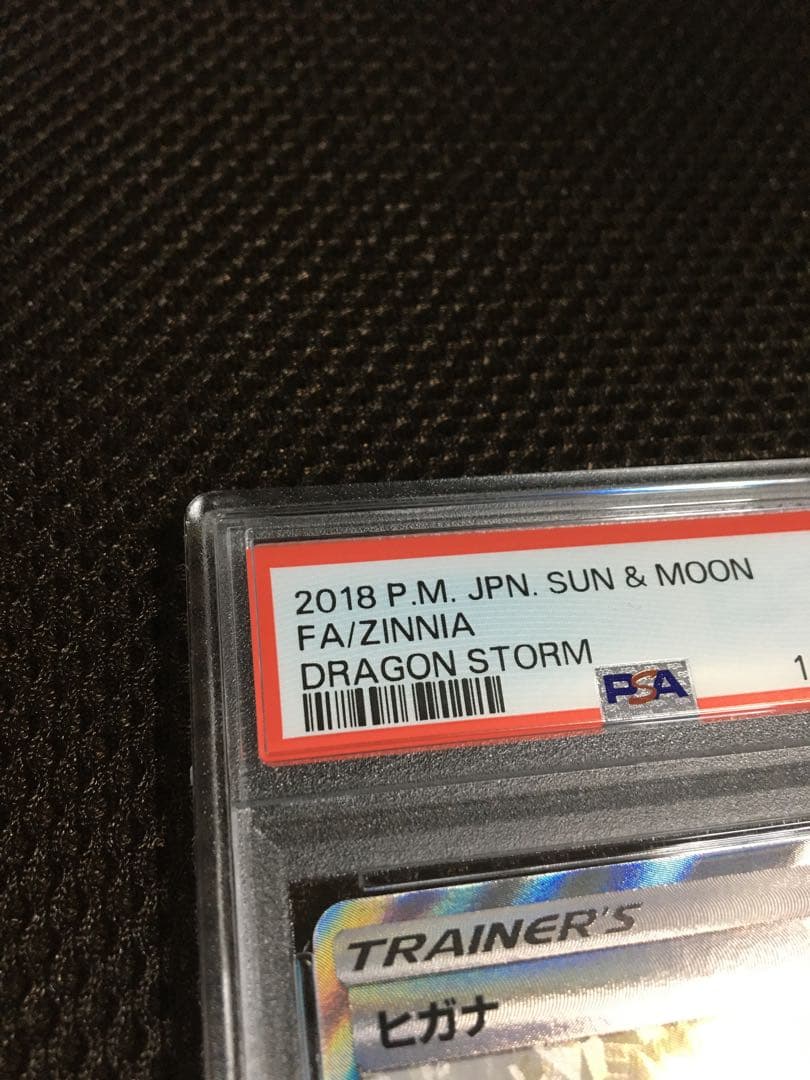 2018 P.M. JPN. SUN & MOON
FA/ZINNIA
DRAGON STORM
PSA
TRAINER'S
ヒガナ